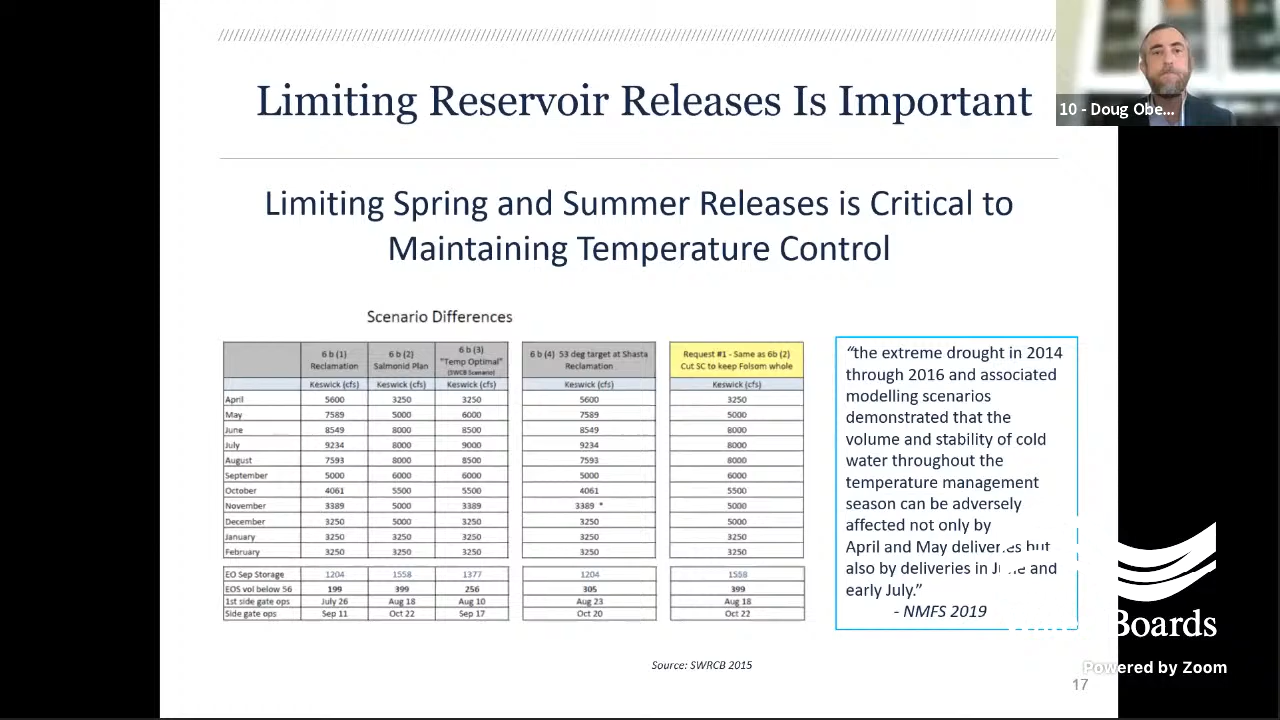 Limiting Reservoir Releases Is Important
10 - Doug Obe...
Limiting Spring and Summer Releases is Critical to
Maintaining Temperature Control
Scenario Differences
6 b (1) Reclamation 6 b (2) Salmonid Plan 6 b (3) "Temp Optimal" (SWCB Scenario) 6 b (4) 53 deg target at Shasta Reclamation Request #1 - Same as 6b (2) Cut SC to keep Folsom whole
Keswick (cfs) Keswick (cfs) Keswick (cfs) Keswick (cfs) Keswick (cfs)
April 5600 3250 3250 5600 3250
May 7589 5000 6000 7589 5000
June 8549 8000 8500 8549 8000
July 9234 8000 9000 9234 8000
August 7593 8000 8500 7593 8000
September 5000 6000 6000 5000 6000
October 4061 5500 5500 4061 5500
November 3389 5000 3389 3389 * 5000
December 3250 5000 3250 3250 5000
January 3250 3250 3250 3250 3250
February 3250 3250 3250 3250 3250
EO Sep Storage 1204 1558 1377 1204 1558
EOS vol below 56 199 399 256 305 399
1st side gate ops July 26 Aug 18 Aug 10 Aug 23 Aug 18
Side gate ops Sep 11 Oct 22 Sep 17 Oct 20 Oct 22
“the extreme drought in 2014
through 2016 and associated
modelling scenarios
demonstrated that the
volume and stability of cold
water throughout the
temperature management
season can be adversely
affected not only by
April and May deliveries but
also by deliveries in June and
early July.”
- NMFS 2019
Source: SWRCB 2015
Boards
Powered by Zoom
17